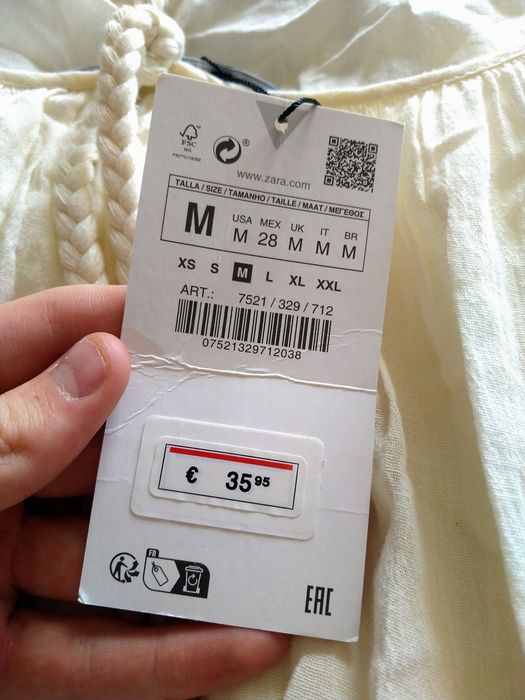 FSC
MIX
www.zara.com
TALLA / SIZE / TAMANHO / TAILLE / MAAT / ΜΕΓΕΘΟΣ
M USA MEX UK IT BR
M 28 M M M
XS S M L XL XXL
ART.: 7521 / 329 / 712
07521329712038
€ 35 95
FR
EAC